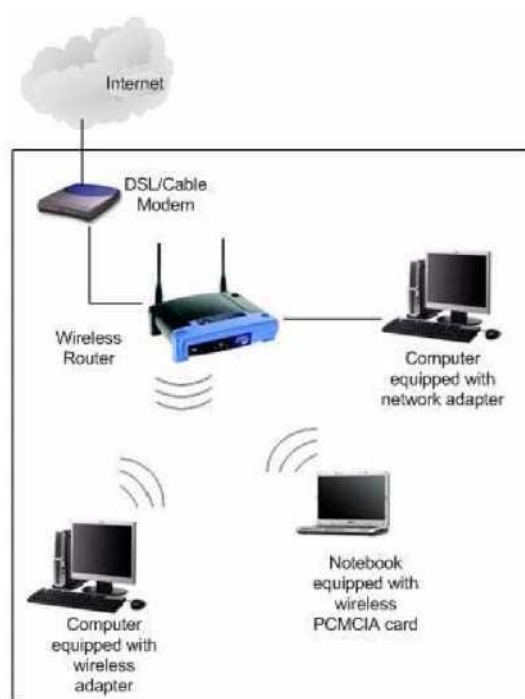 Internet
DSL/Cable
Modem
Wireless
Router
Computer
equipped with
network adapter
Notebook
equipped with
wireless
PCMCIA card
Computer
equipped with
wireless
adapter